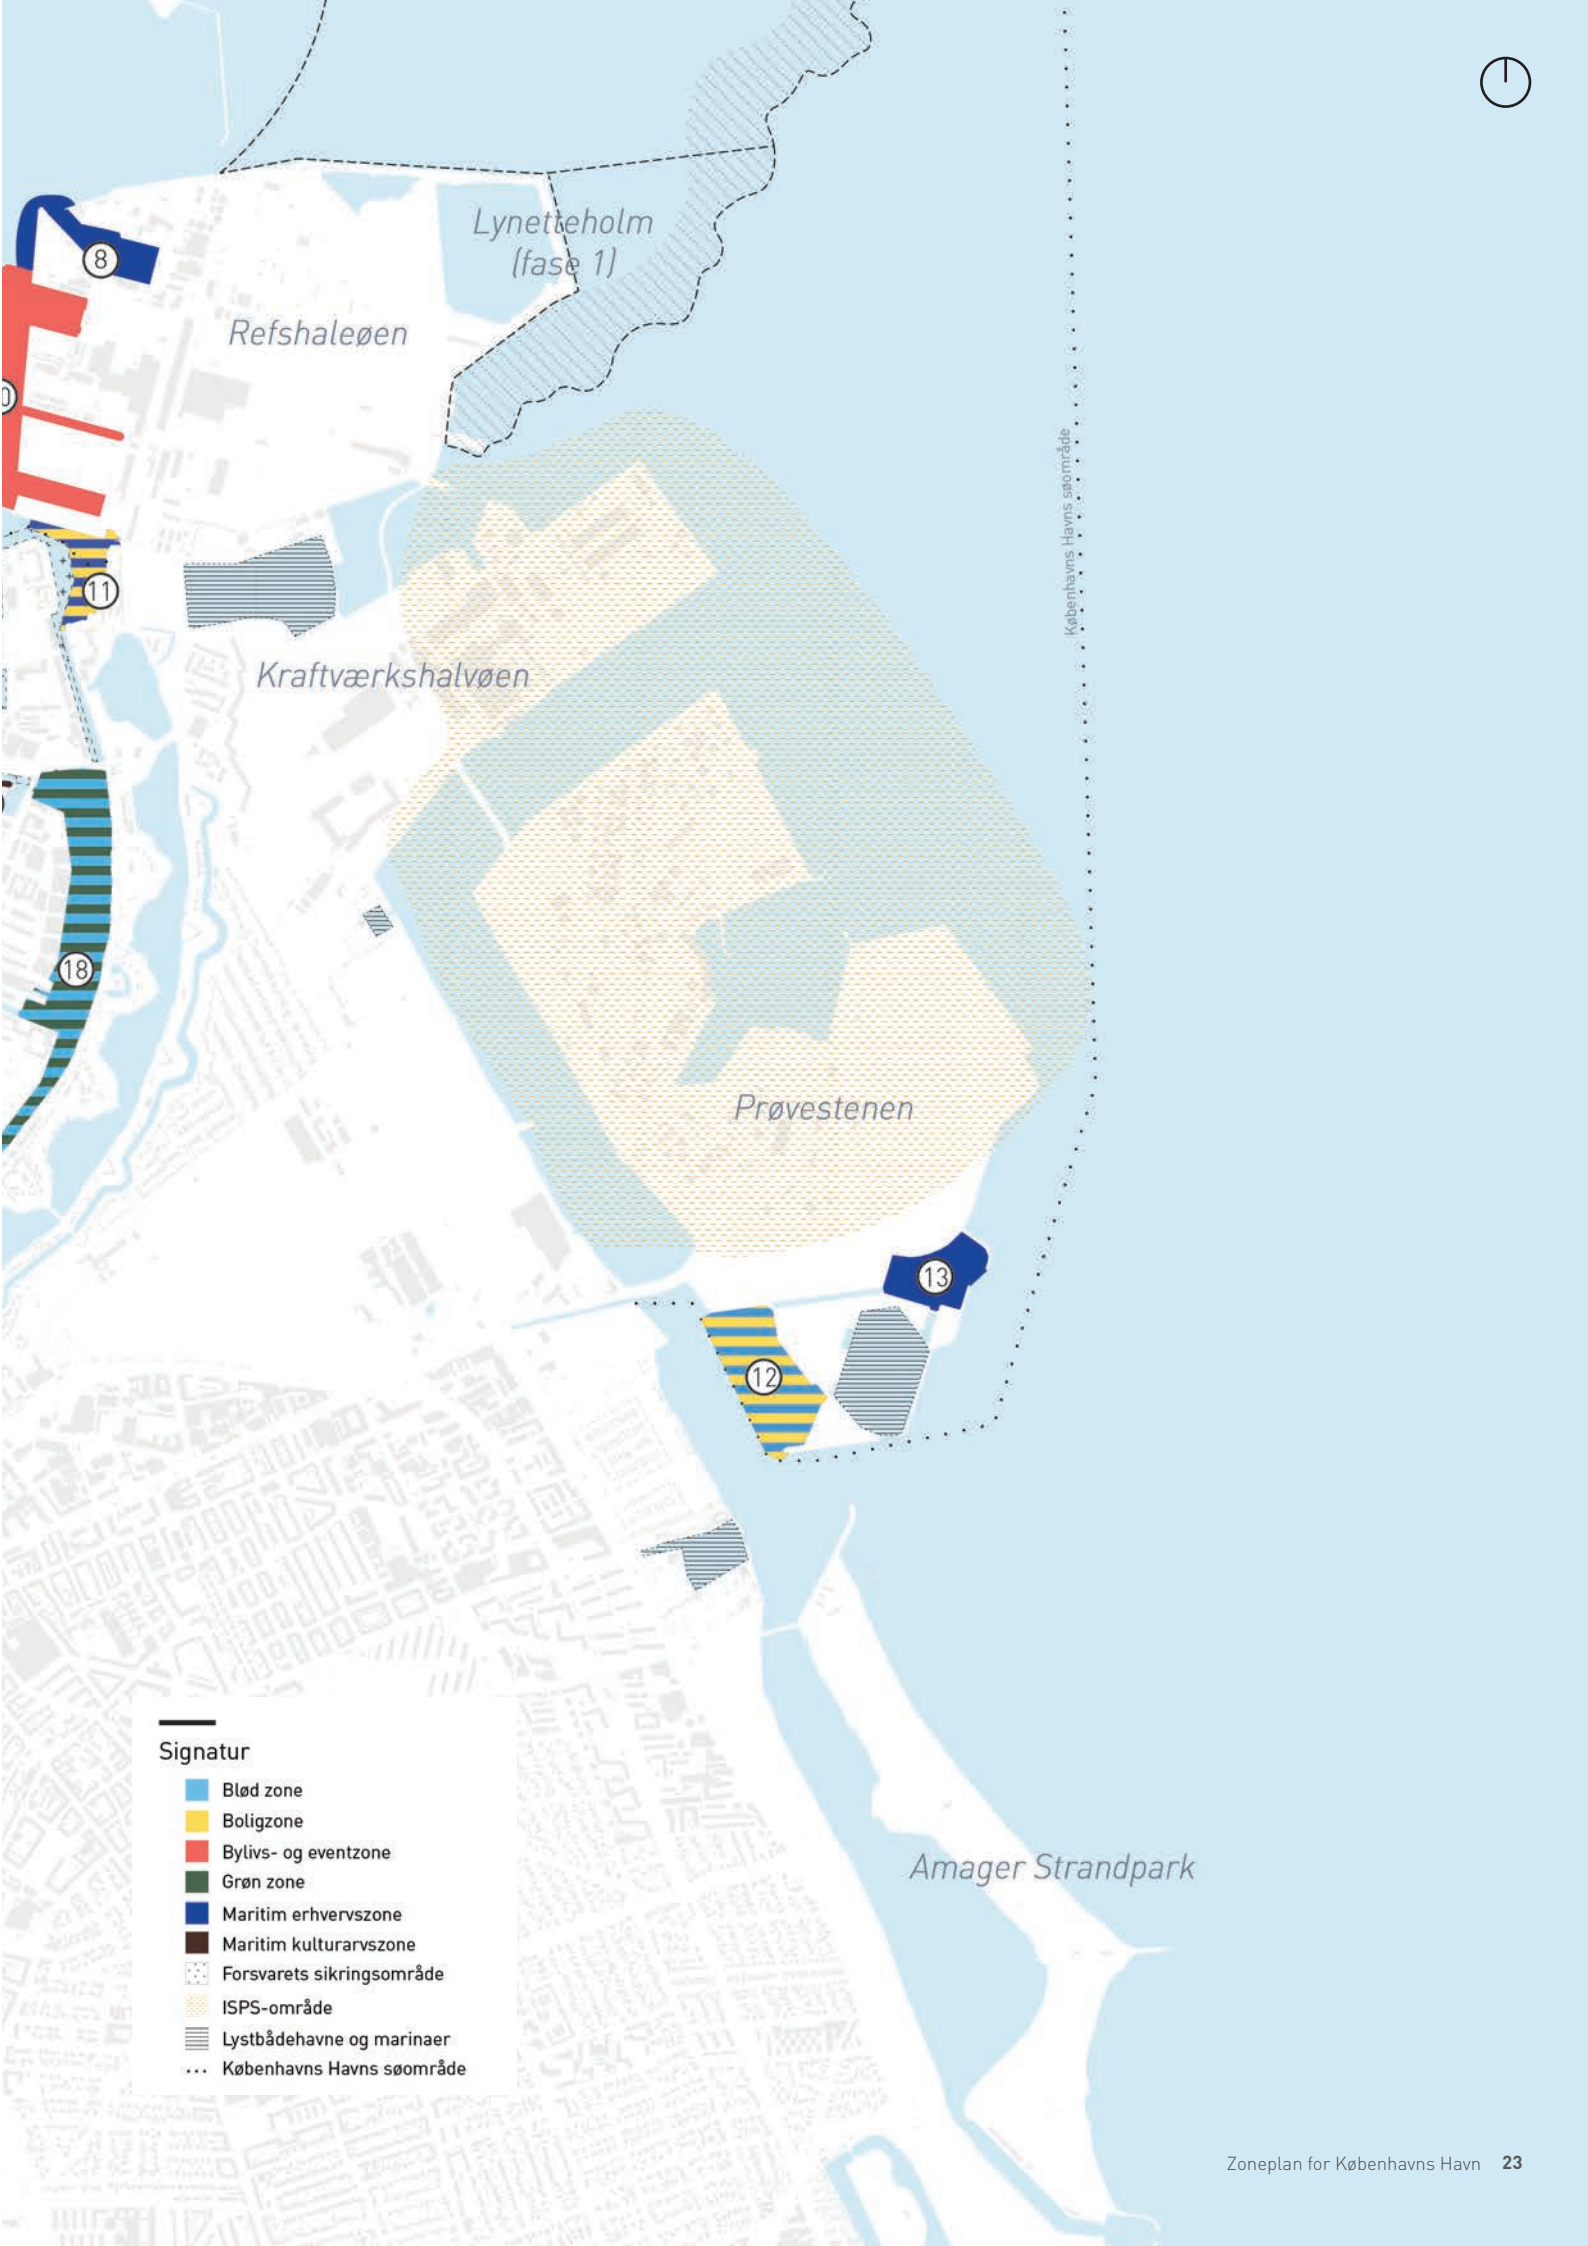 Lynetteholm
(fase 1)
8
Refshaleøen
0
Københavns Havns søområde
11
Kraftværkshalvøen
18
Prøvestenen
13
12
Signatur
Blød zone
Boligzone
Bylivs- og eventzone
Grøn zone
Maritim erhvervszone
Maritim kulturarvszone
Forsvarets sikringsområde
ISPS-område
Lystbådehavne og marinaer
Københavns Havns søområde
Amager Strandpark
Zoneplan for Københavns Havn 23